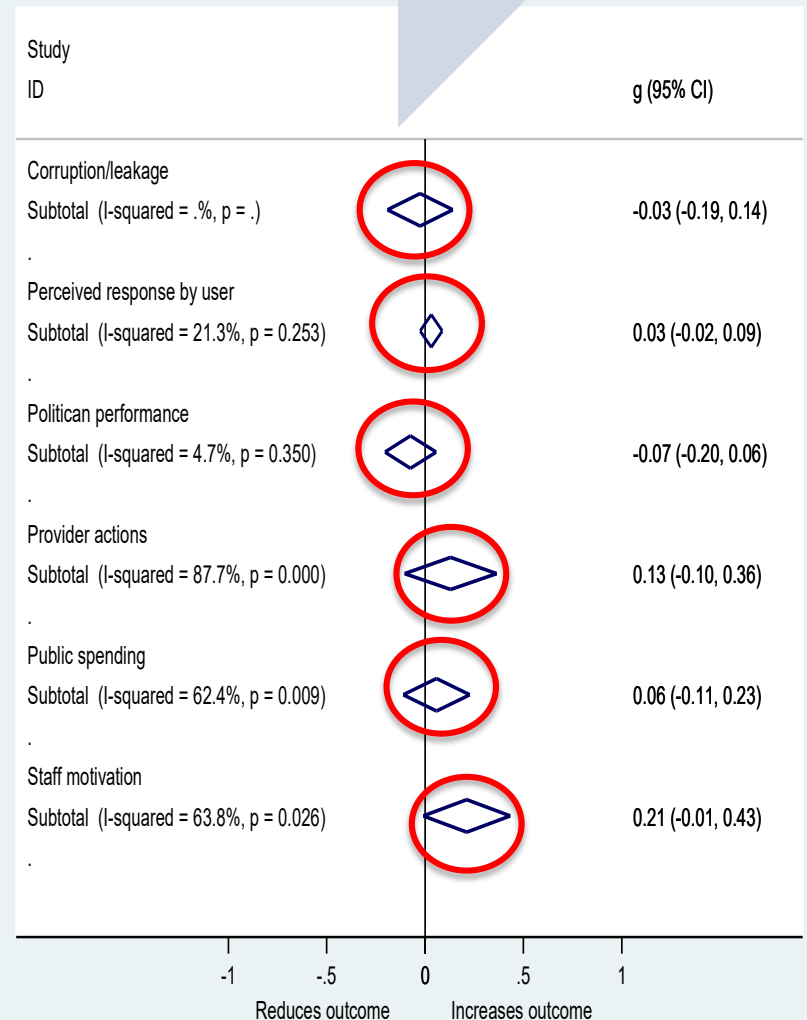 Study
ID g (95% CI)
Corruption/leakage
Subtotal (I-squared = .%, p = .) -0.03 (-0.19, 0.14)
.
Perceived response by user
Subtotal (I-squared = 21.3%, p = 0.253) 0.03 (-0.02, 0.09)
.
Politican performance
Subtotal (I-squared = 4.7%, p = 0.350) -0.07 (-0.20, 0.06)
.
Provider actions
Subtotal (I-squared = 87.7%, p = 0.000) 0.13 (-0.10, 0.36)
.
Public spending
Subtotal (I-squared = 62.4%, p = 0.009) 0.06 (-0.11, 0.23)
.
Staff motivation
Subtotal (I-squared = 63.8%, p = 0.026) 0.21 (-0.01, 0.43)
.
-1 -.5 0 .5 1
Reduces outcome Increases outcome